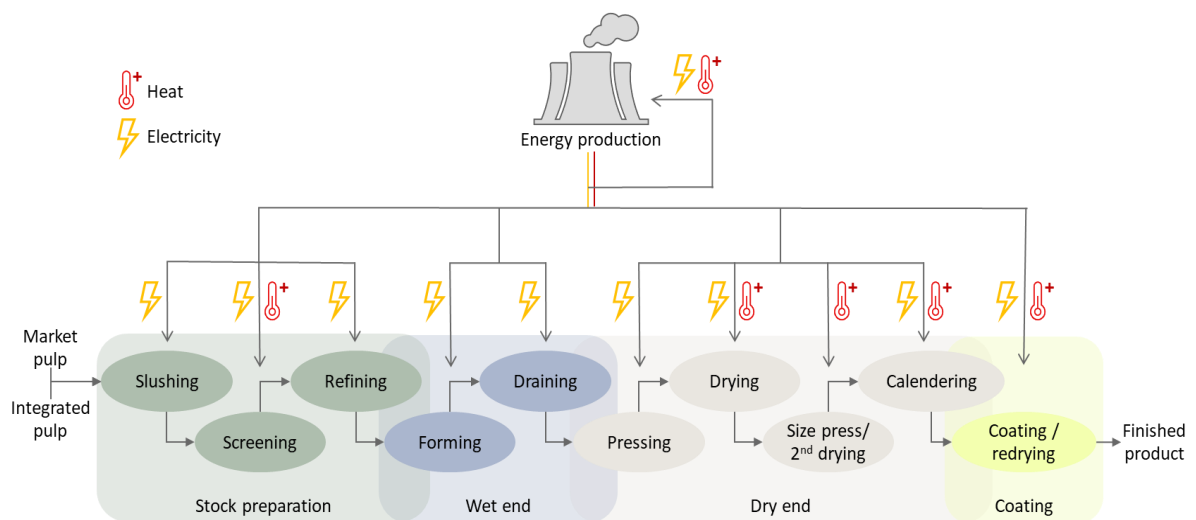 Heat
Electricity
Energy production
Market
pulp
Integrated
pulp
Slushing
Screening
Refining
Forming
Draining
Pressing
Drying
Size press/
2nd drying
Calendering
Coating /
redrying
Finished
product
Stock preparation
Wet end
Dry end
Coating